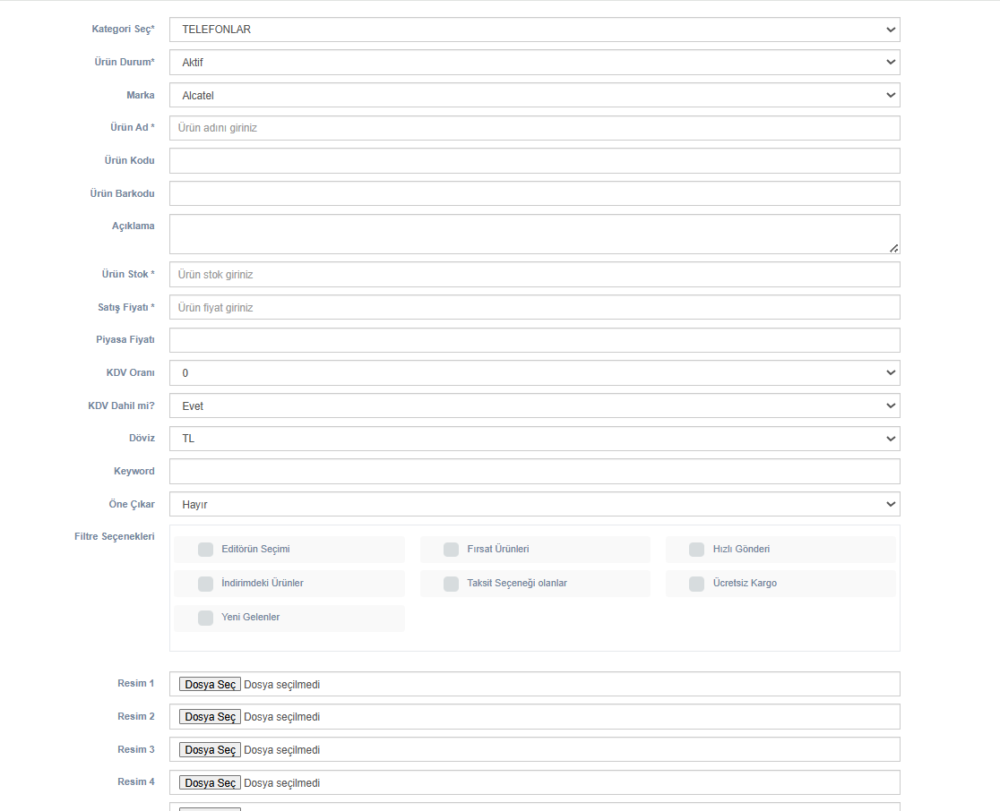 Kategori Seç* TELEFONLAR
Ürün Durum* Aktif
Marka Alcatel
Ürün Ad * Ürün adını giriniz
Ürün Kodu
Ürün Barkodu
Açıklama
Ürün Stok * Ürün stok giriniz
Satış Fiyatı * Ürün fiyat giriniz
Piyasa Fiyatı
KDV Oranı 0
KDV Dahil mi? Evet
Döviz TL
Keyword
Öne Çıkar Hayır
Filtre Seçenekleri
Editörün Seçimi Fırsat Ürünleri Hızlı Gönderi
İndirimdeki Ürünler Taksit Seçeneği olanlar Ücretsiz Kargo
Yeni Gelenler
Resim 1 Dosya Seç Dosya seçilmedi
Resim 2 Dosya Seç Dosya seçilmedi
Resim 3 Dosya Seç Dosya seçilmedi
Resim 4 Dosya Seç Dosya seçilmedi